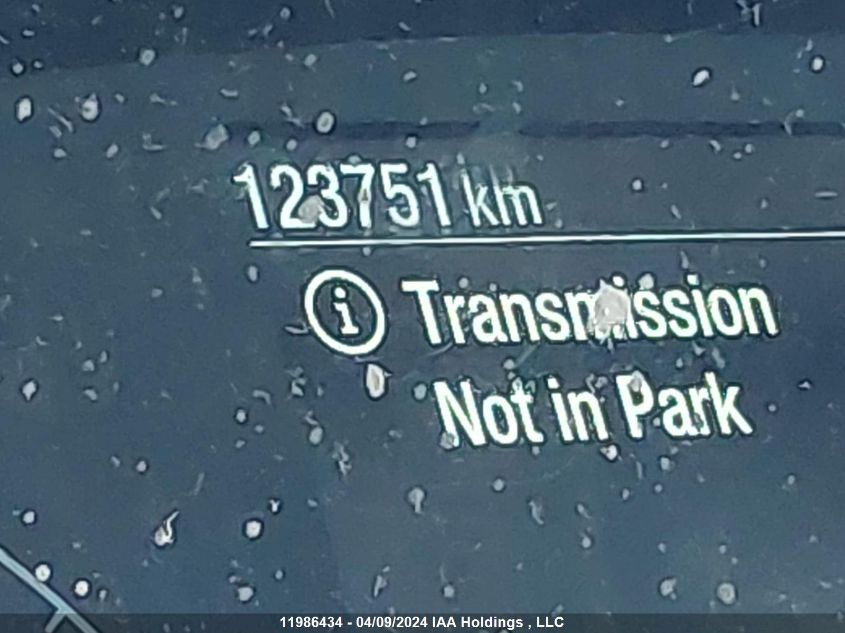 123751 km
Transmission
Not in Park
11986434 - 04/09/2024 IAA Holdings , LLC